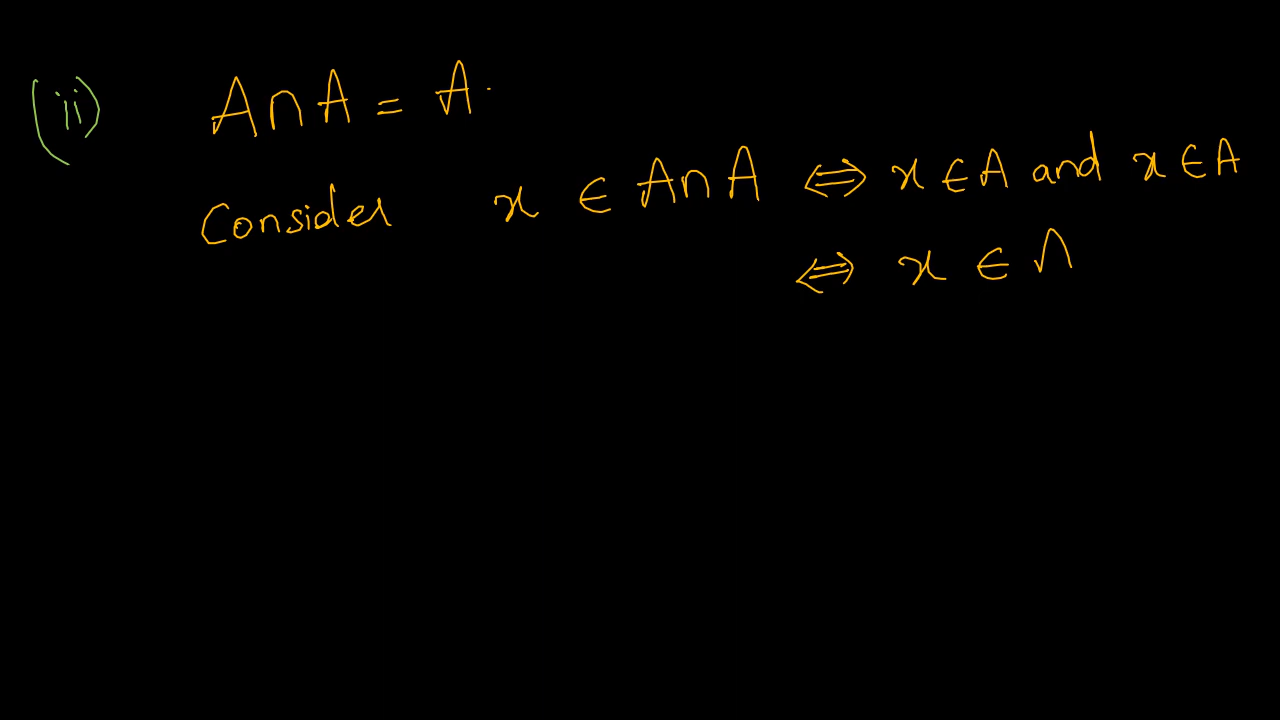 (ii) A∩A = A.
Consider x ∈ A∩A ⇔ x ∈ A and x ∈ A
⇔ x ∈ Λ